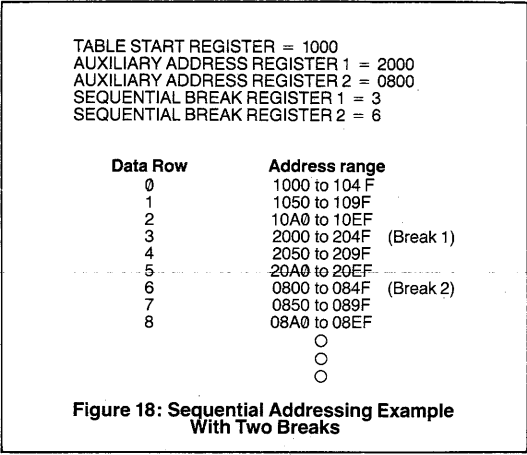 TABLE START REGISTER = 1000
AUXILIARY ADDRESS REGISTER 1 = 2000
AUXILIARY ADDRESS REGISTER 2 = 0800
SEQUENTIAL BREAK REGISTER 1 = 3
SEQUENTIAL BREAK REGISTER 2 = 6
Data Row Address range
0 1000 to 104 F
1 1050 to 109F
2 10A0 to 10EF
3 2000 to 204F (Break 1)
4 2050 to 209F
5 20A0 to 20EF
6 0800 to 084F (Break 2)
7 0850 to 089F
8 08A0 to 08EF
Figure 18: Sequential Addressing Example
With Two Breaks